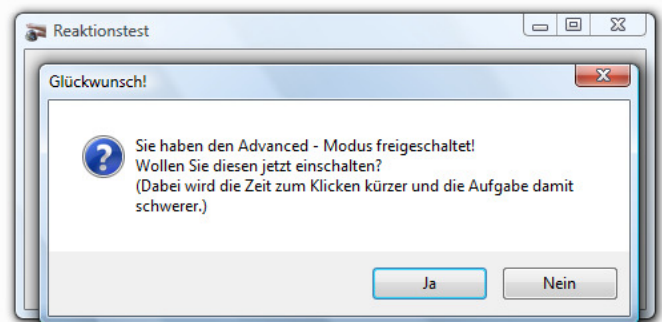 Reaktionstest
Glückwunsch!
Sie haben den Advanced - Modus freigeschaltet!
Wollen Sie diesen jetzt einschalten?
(Dabei wird die Zeit zum Klicken kürzer und die Aufgabe damit
schwerer.)
Ja
Nein